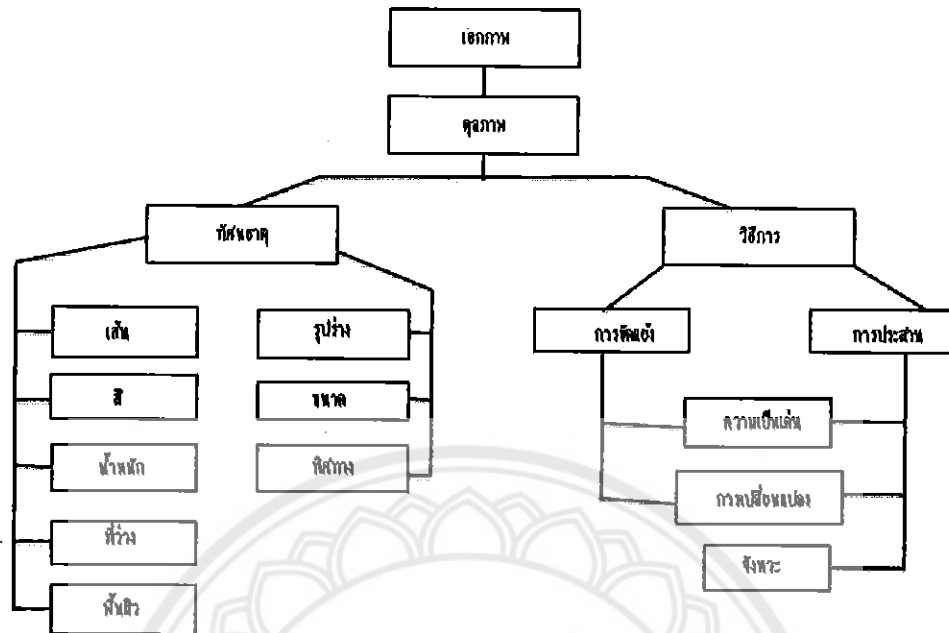 เอกภาพ
ดุลภาพ
ทัศนธาตุ
วิธีการ
เส้น
รูปร่าง
การขัดแย้ง
การประสาน
สี
ขนาด
ความเป็นเด่น
น้ำหนัก
ทิศทาง
การเปลี่ยนแปลง
ที่ว่าง
จังหวะ
พื้นผิว